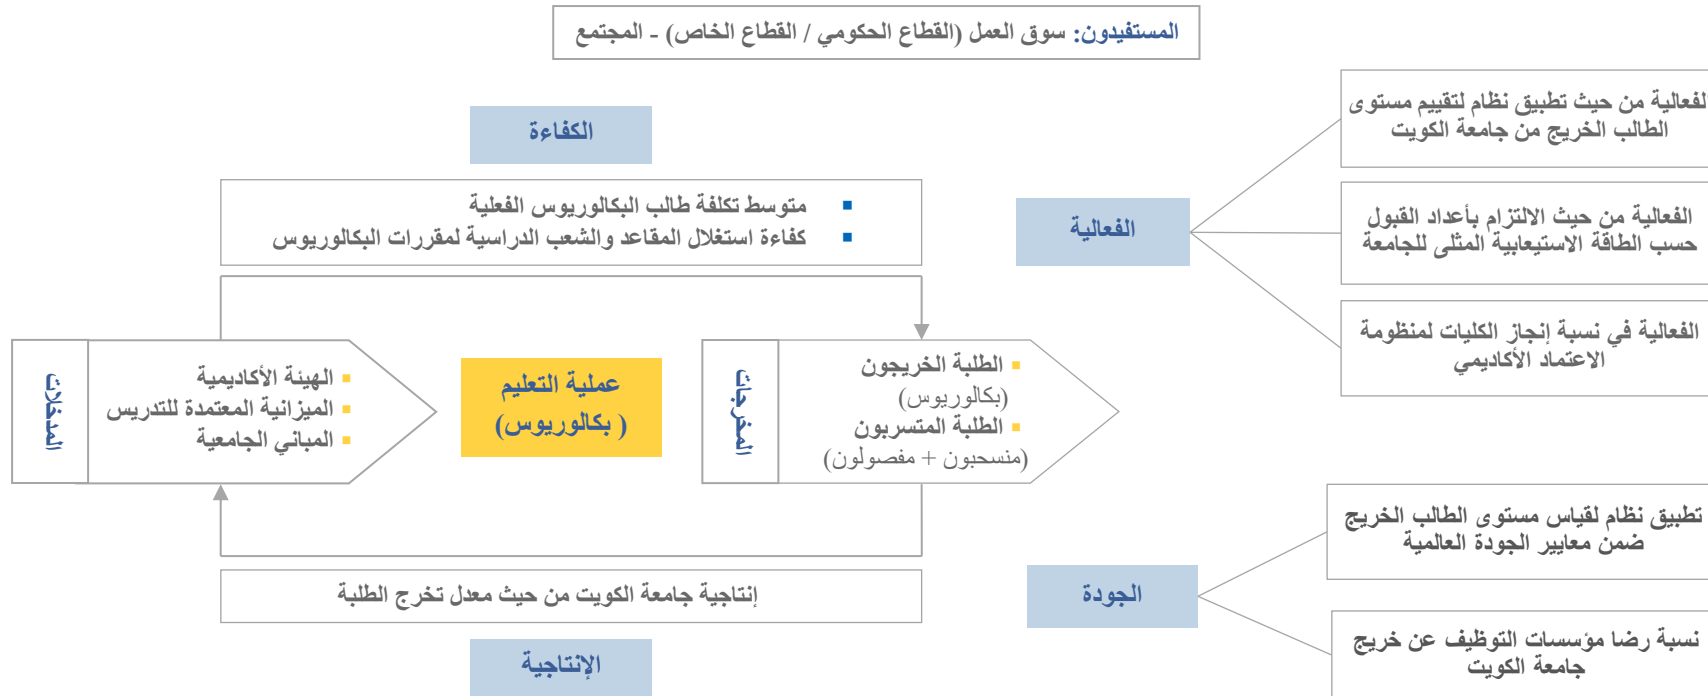 المستفيدون: سوق العمل (القطاع الحكومي / القطاع الخاص) - المجتمع
الكفاءة
متوسط تكلفة طالب البكالوريوس الفعلية
كفاءة استغلال المقاعد والشعب الدراسية لمقررات البكالوريوس
الفعالية
لفعالية من حيث تطبيق نظام لتقييم مستوى
الطالب الخريج من جامعة الكويت
الفعالية من حيث الالتزام بأعداد القبول
حسب الطاقة الاستيعابية المثلى للجامعة
الفعالية في نسبة إنجاز الكليات لمنظومة
الاعتماد الأكاديمي
المدخلات
الهيئة الأكاديمية
الميزانية المعتمدة للتدريس
المباني الجامعية
عملية التعليم
( بكالوريوس)
المخرجات
الطلبة الخريجون
(بكالوريوس)
الطلبة المتسربون
(منسحبون + مفصولون)
إنتاجية جامعة الكويت من حيث معدل تخرج الطلبة
الإنتاجية
الجودة
تطبيق نظام لقياس مستوى الطالب الخريج
ضمن معايير الجودة العالمية
نسبة رضا مؤسسات التوظيف عن خريج
جامعة الكويت